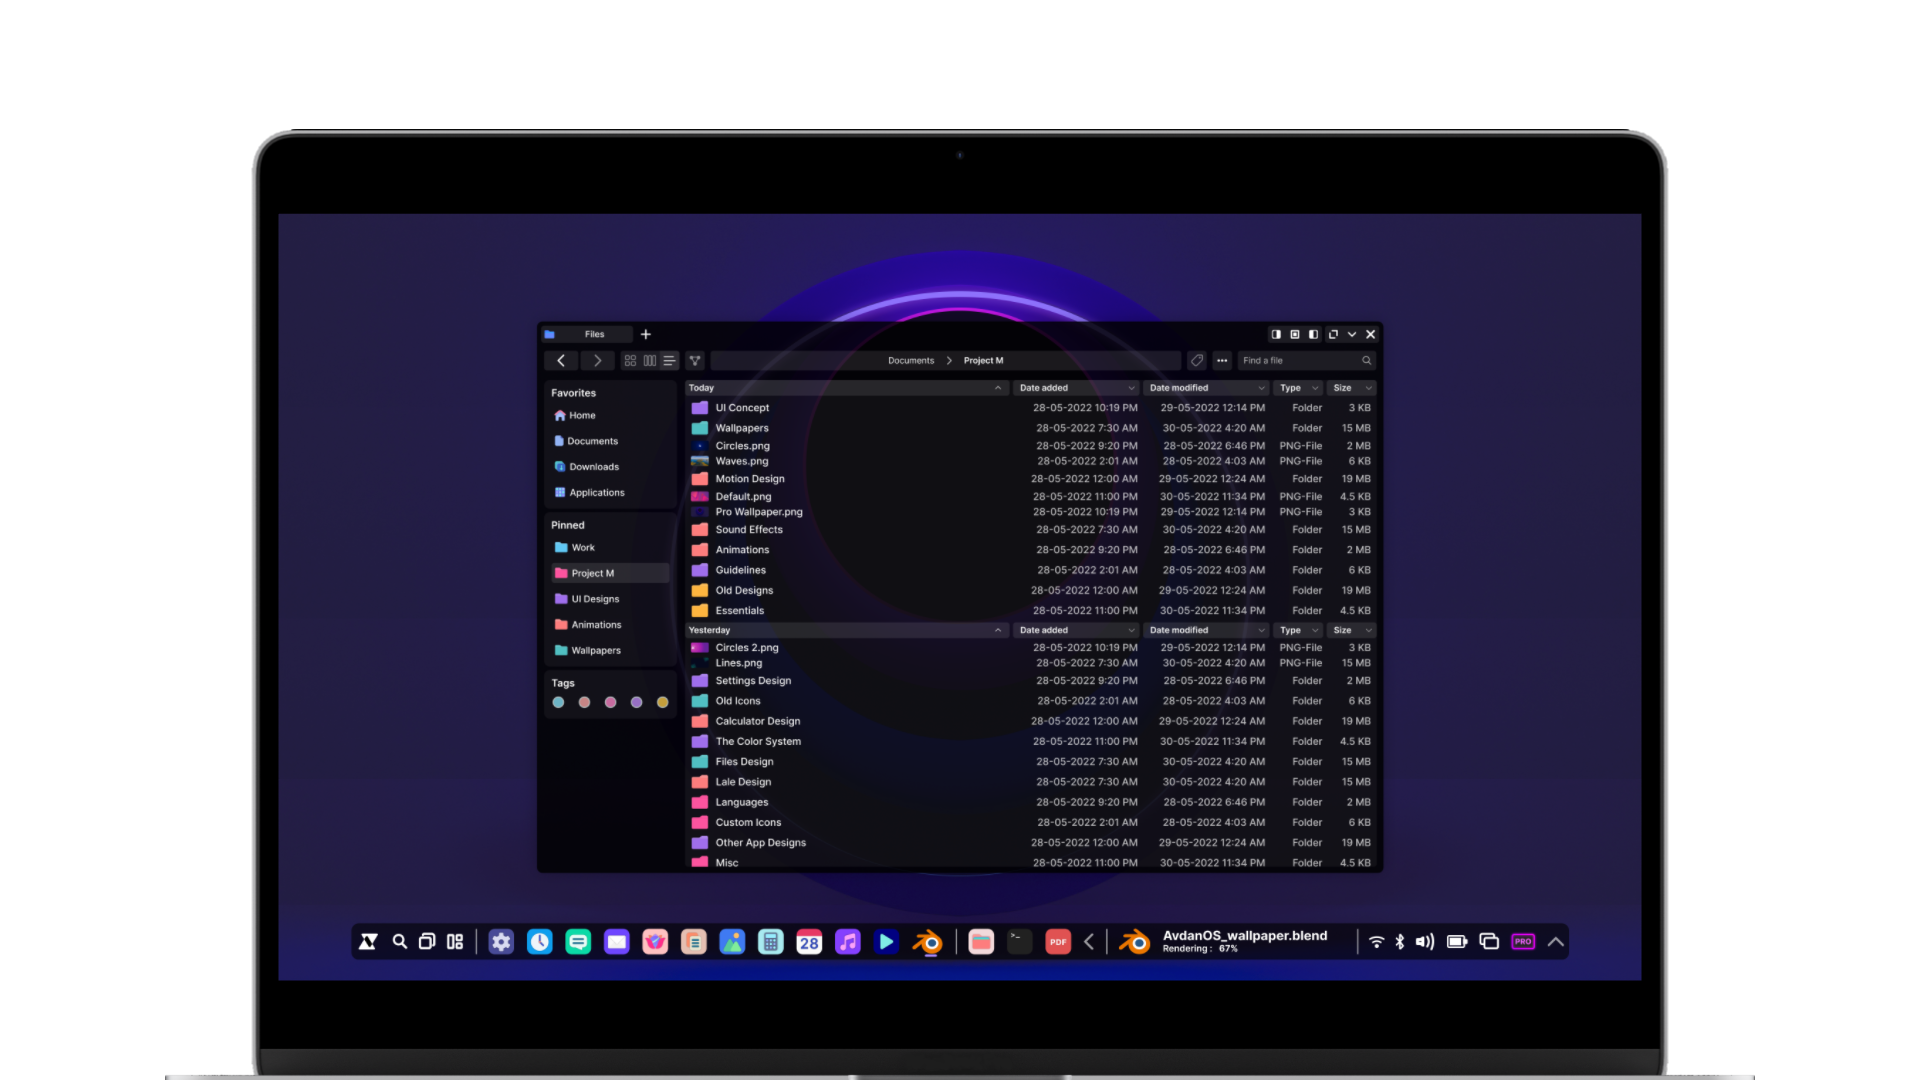 Files
Documents > Project M
Find a file
Favorites
Home
Documents
Downloads
Applications
Pinned
Work
Project M
UI Designs
Animations
Wallpapers
Tags
Today Date added Date modified Type Size
UI Concept 28-05-2022 10:19 PM 29-05-2022 12:14 PM Folder 3 KB
Wallpapers 28-05-2022 7:30 AM 30-05-2022 4:20 AM Folder 15 MB
Circles.png 28-05-2022 9:20 PM 28-05-2022 6:46 PM PNG-File 2 MB
Waves.png 28-05-2022 2:01 AM 28-05-2022 4:03 AM PNG-File 6 KB
Motion Design 28-05-2022 12:00 AM 29-05-2022 12:24 AM Folder 19 MB
Default.png 28-05-2022 11:00 PM 30-05-2022 11:34 PM PNG-File 4.5 KB
Pro Wallpaper.png 28-05-2022 10:19 PM 29-05-2022 12:14 PM PNG-File 3 KB
Sound Effects 28-05-2022 7:30 AM 30-05-2022 4:20 AM Folder 15 MB
Animations 28-05-2022 9:20 PM 28-05-2022 6:46 PM Folder 2 MB
Guidelines 28-05-2022 2:01 AM 28-05-2022 4:03 AM Folder 6 KB
Old Designs 28-05-2022 12:00 AM 29-05-2022 12:24 AM Folder 19 MB
Essentials 28-05-2022 11:00 PM 30-05-2022 11:34 PM Folder 4.5 KB
Yesterday Date added Date modified Type Size
Circles 2.png 28-05-2022 10:19 PM 29-05-2022 12:14 PM PNG-File 3 KB
Lines.png 28-05-2022 7:30 AM 30-05-2022 4:20 AM PNG-File 15 MB
Settings Design 28-05-2022 9:20 PM 28-05-2022 6:46 PM Folder 2 MB
Old Icons 28-05-2022 2:01 AM 28-05-2022 4:03 AM Folder 6 KB
Calculator Design 28-05-2022 12:00 AM 29-05-2022 12:24 AM Folder 19 MB
The Color System 28-05-2022 11:00 PM 30-05-2022 11:34 PM Folder 4.5 KB
Files Design 28-05-2022 7:30 AM 30-05-2022 4:20 AM Folder 15 MB
Lale Design 28-05-2022 7:30 AM 30-05-2022 4:20 AM Folder 15 MB
Languages 28-05-2022 9:20 PM 28-05-2022 6:46 PM Folder 2 MB
Custom Icons 28-05-2022 2:01 AM 28-05-2022 4:03 AM Folder 6 KB
Other App Designs 28-05-2022 12:00 AM 29-05-2022 12:24 AM Folder 19 MB
Misc 28-05-2022 11:00 PM 30-05-2022 11:34 PM Folder 4.5 KB
28
PDF
AvdanOS_wallpaper.blend
Rendering : 67%
PRO